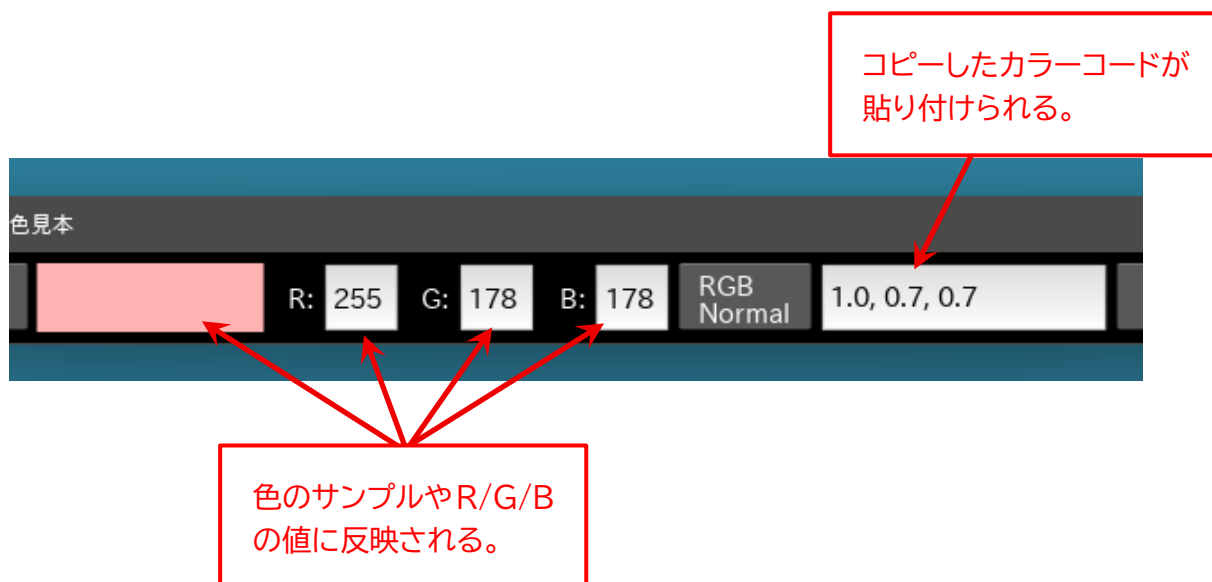 コピーしたカラーコードが
貼り付けられる。
色見本
R: 255 G: 178 B: 178 RGB Normal 1.0, 0.7, 0.7
色のサンプルやR/G/B
の値に反映される。